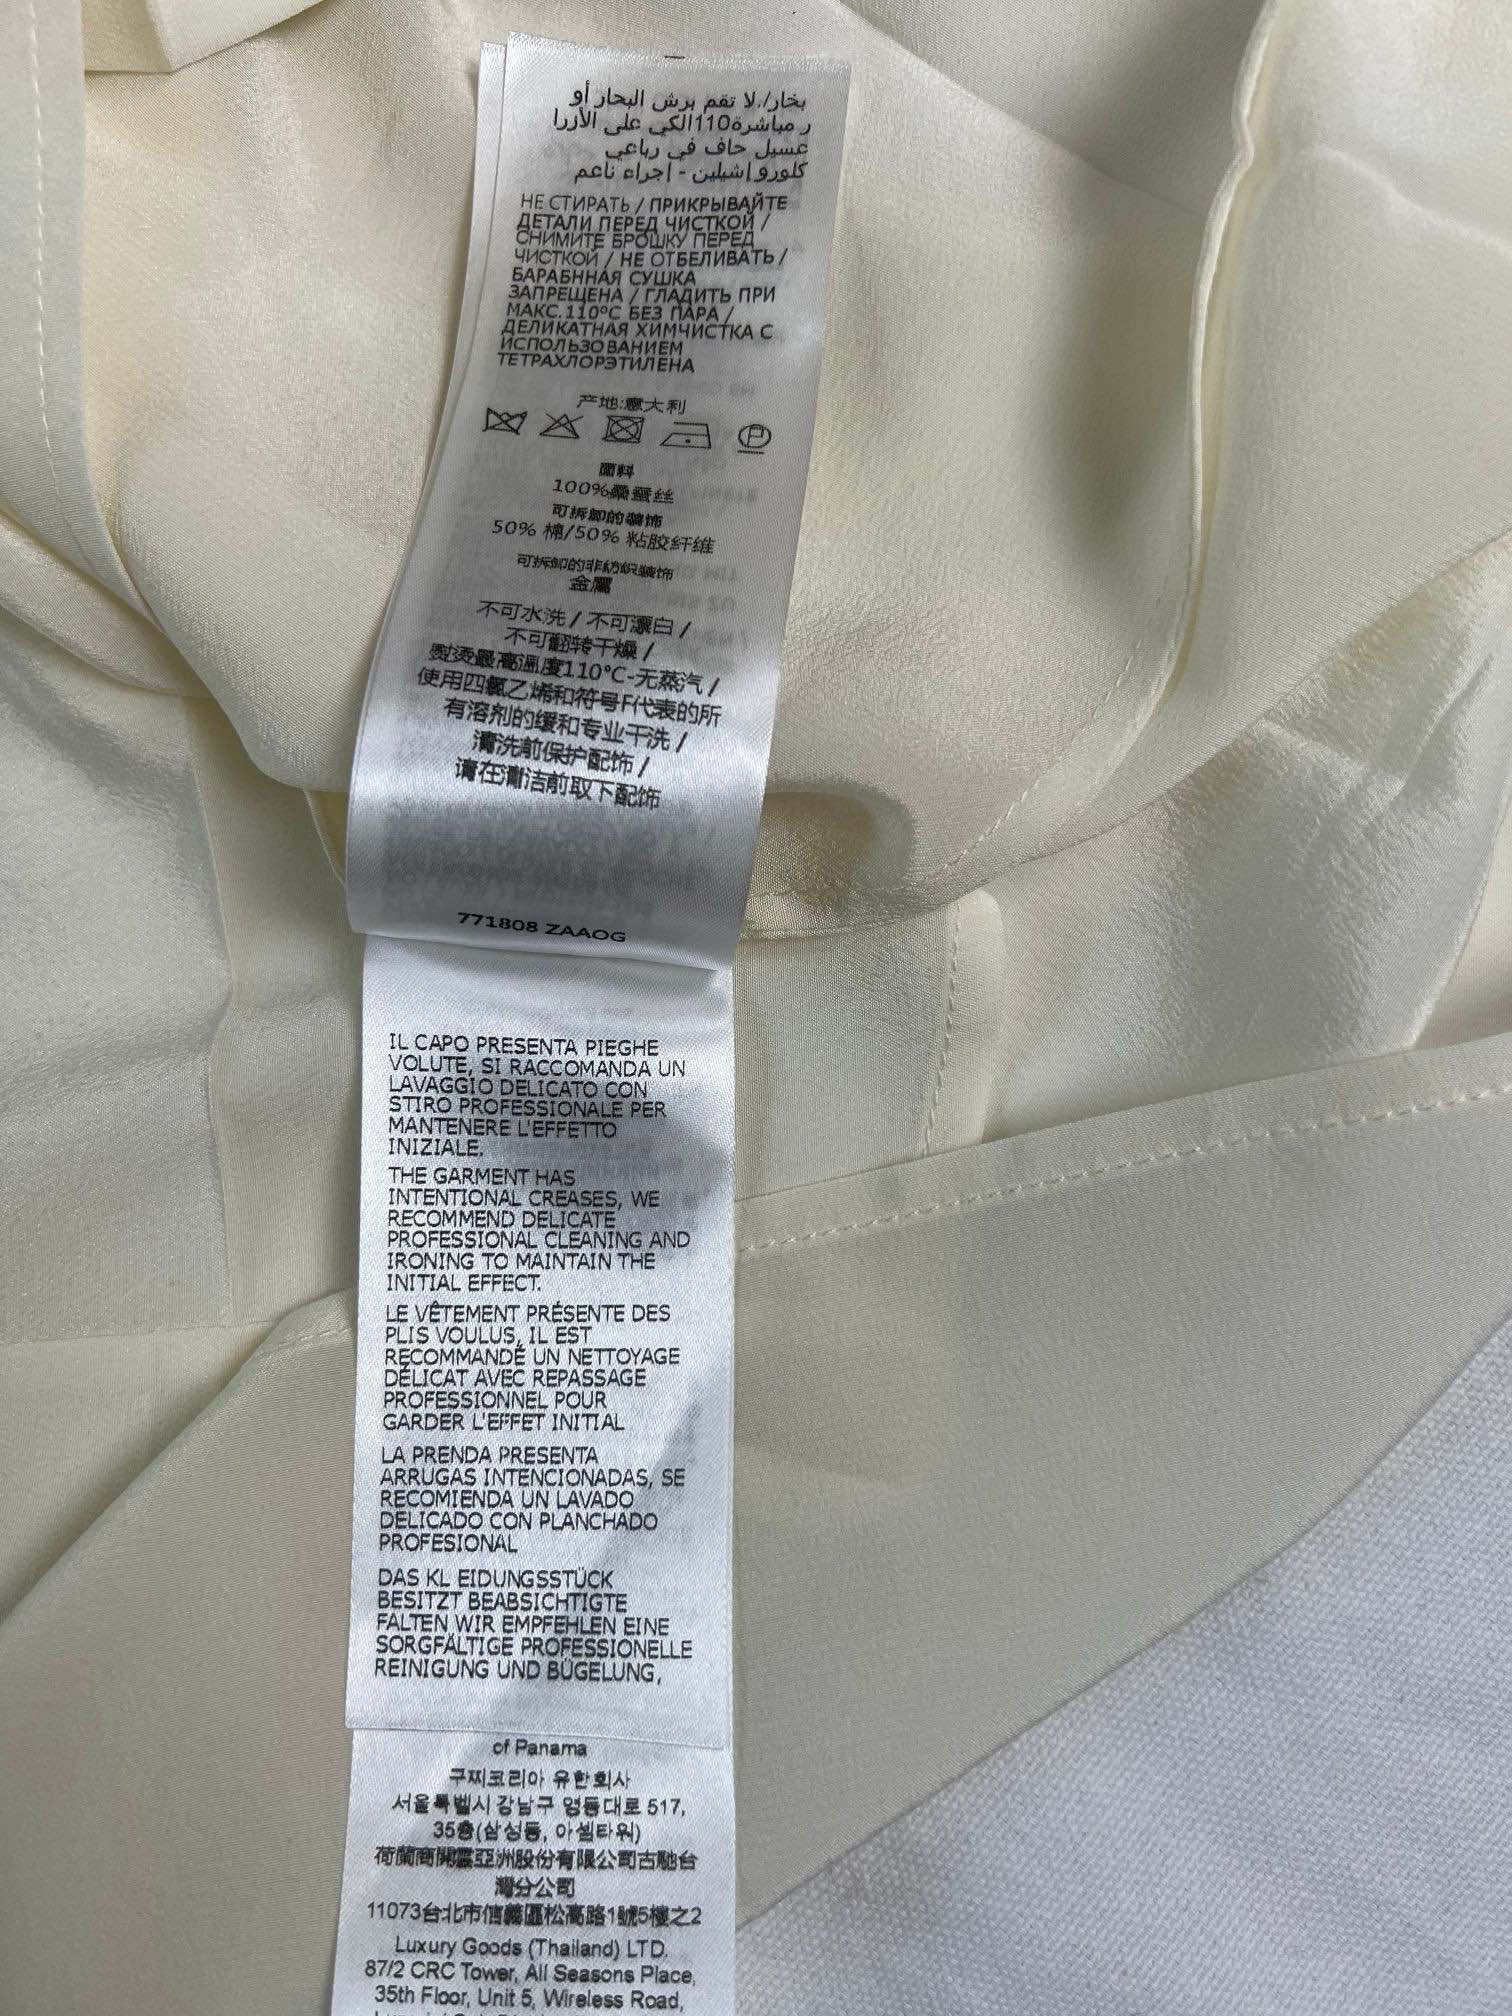 بخار/. لا تقم برش البخار أو
ر مباشرة110الكي على الأزرا
غسيل جاف في رباعي
كلورو إشيلين - إجراء ناعم
НЕ СТИРАТЬ / ПРИКРЫВАЙТЕ
ДЕТАЛИ ПЕРЕД ЧИСТКОЙ /
СНИМИТЕ БРОШКУ ПЕРЕД
ЧИСТКОЙ / НЕ ОТБЕЛИВАТЬ /
БАРАБННАЯ СУШКА
ЗАПРЕЩЕНА / ГЛАДИТЬ ПРИ
МАКС.110°C БЕЗ ПАРА /
ДЕЛИКАТНАЯ ХИМЧИСТКА С
ИСПОЛЬЗОВАНИЕМ
ТЕТРАХЛОРЭТИЛЕНА
产地:意大利
P
面料
100%桑蚕丝
可拆卸的装饰
50% 棉/50% 粘胶纤维
可拆卸的非纺织装饰
金属
不可水洗 / 不可漂白 /
不可翻转干燥 /
熨烫最高温度110°C-无蒸汽 /
使用四氯乙烯和符号F代表的所
有溶剂的缓和专业干洗 /
清洗前保护配饰 /
请在清洁前取下配饰
771808 ZAAOG
IL CAPO PRESENTA PIEGHE
VOLUTE, SI RACCOMANDA UN
LAVAGGIO DELICATO CON
STIRO PROFESSIONALE PER
MANTENERE L'EFFETTO
INIZIALE.
THE GARMENT HAS
INTENTIONAL CREASES, WE
RECOMMEND DELICATE
PROFESSIONAL CLEANING AND
IRONING TO MAINTAIN THE
INITIAL EFFECT.
LE VÊTEMENT PRÉSENTE DES
PLIS VOULUS, IL EST
RECOMMANDÉ UN NETTOYAGE
DÉLICAT AVEC REPASSAGE
PROFESSIONNEL POUR
GARDER L'EFFET INITIAL
LA PRENDA PRESENTA
ARRUGAS INTENCIONADAS, SE
RECOMIENDA UN LAVADO
DELICADO CON PLANCHADO
PROFESIONAL
DAS KL EIDUNGSSTÜCK
BESITZT BEABSICHTIGTE
FALTEN WIR EMPFEHLEN EINE
SORGFÄLTIGE PROFESSIONELLE
REINIGUNG UND BÜGELUNG,
of Panama
구찌코리아 유한회사
서울특별시 강남구 영동대로 517,
35층(삼성동, 아셈타워)
荷蘭商開雲亞洲股份有限公司古馳台
灣分公司
11073台北市信義區松高路1號5樓之2
Luxury Goods (Thailand) LTD.
87/2 CRC Tower, All Seasons Place,
35th Floor, Unit 5, Wireless Road,